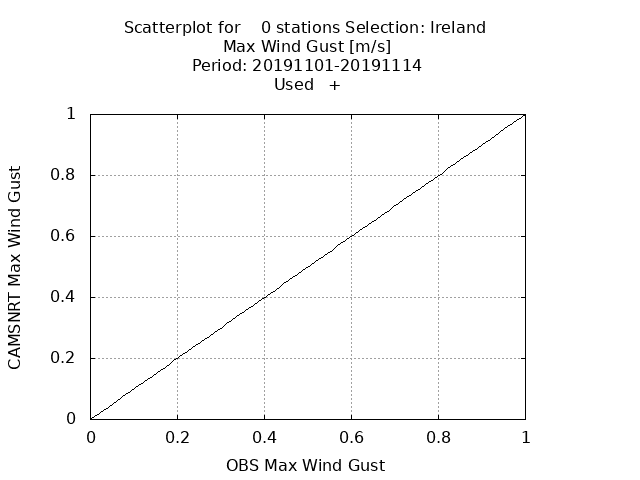 Scatterplot for    0 stations Selection: Ireland
Max Wind Gust [m/s]
Period: 20191101-20191114
Used   +
CAMSNRT Max Wind Gust
1
0.8
0.6
0.4
0.2
0
0 0.2 0.4 0.6 0.8 1
OBS Max Wind Gust